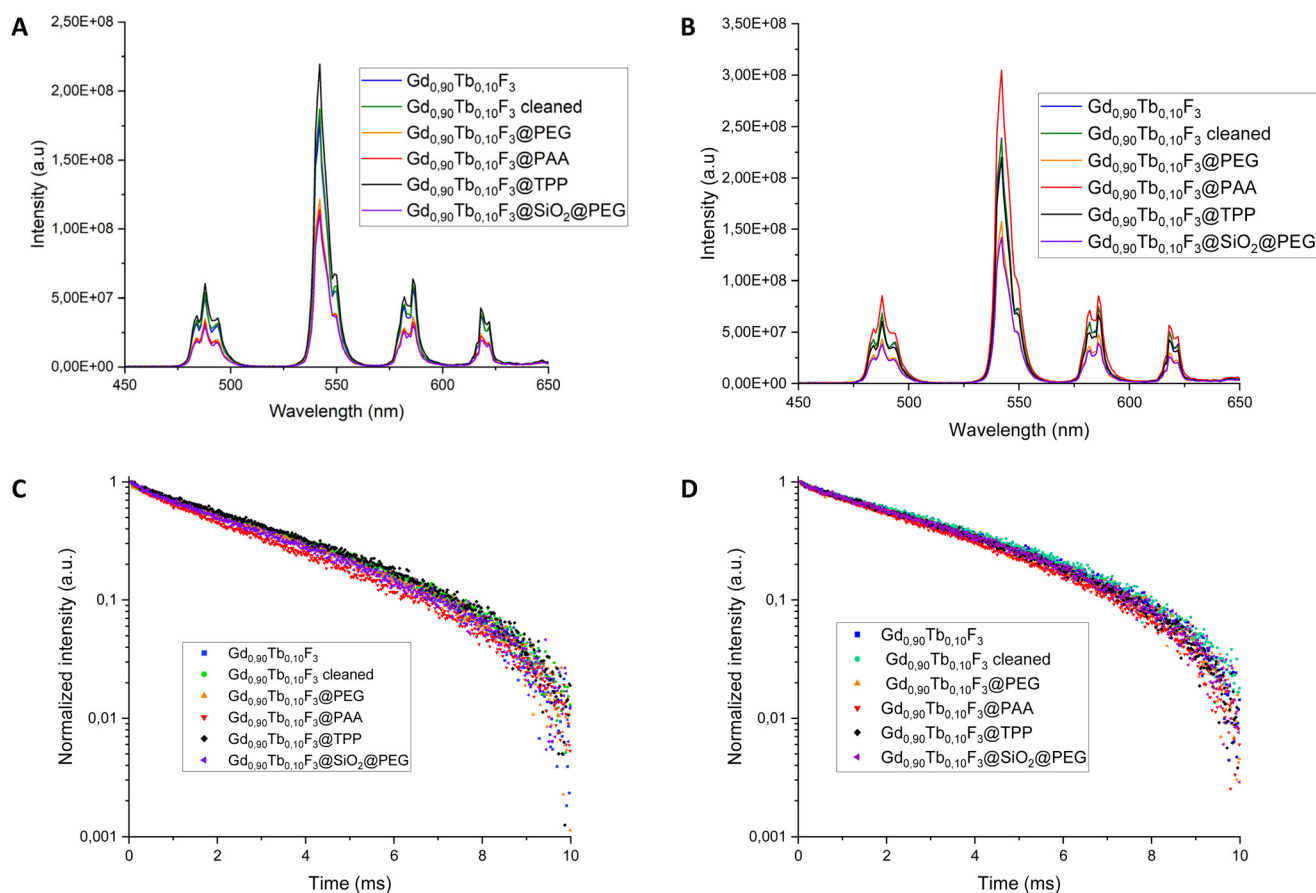 A
2,50E+08
2,00E+08
1,50E+08
1,00E+08
5,00E+07
0,00E+00
Intensity (a.u)
450
500
550
600
650
Wavelength (nm)
Gd0,90Tb0,10F3
Gd0,90Tb0,10F3 cleaned
Gd0,90Tb0,10F3@PEG
Gd0,90Tb0,10F3@PAA
Gd0,90Tb0,10F3@TPP
Gd0,90Tb0,10F3@SiO2@PEG
B
3,50E+08
3,00E+08
2,50E+08
2,00E+08
1,50E+08
1,00E+08
5,00E+07
0,00E+00
Intensity (a.u)
450
500
550
600
650
Wavelength (nm)
Gd0,90Tb0,10F3
Gd0,90Tb0,10F3 cleaned
Gd0,90Tb0,10F3@PEG
Gd0,90Tb0,10F3@PAA
Gd0,90Tb0,10F3@TPP
Gd0,90Tb0,10F3@SiO2@PEG
C
1
0,1
0,01
0,001
Normalized intensity (a.u.)
0
2
4
6
8
10
Time (ms)
Gd0,90Tb0,10F3
Gd0,90Tb0,10F3 cleaned
Gd0,90Tb0,10F3@PEG
Gd0,90Tb0,10F3@PAA
Gd0,90Tb0,10F3@TPP
Gd0,90Tb0,10F3@SiO2@PEG
D
1
0,1
0,01
0,001
Normalized intensity (a.u.)
0
2
4
6
8
10
Time (ms)
Gd0,90Tb0,10F3
Gd0,90Tb0,10F3 cleaned
Gd0,90Tb0,10F3@PEG
Gd0,90Tb0,10F3@PAA
Gd0,90Tb0,10F3@TPP
Gd0,90Tb0,10F3@SiO2@PEG